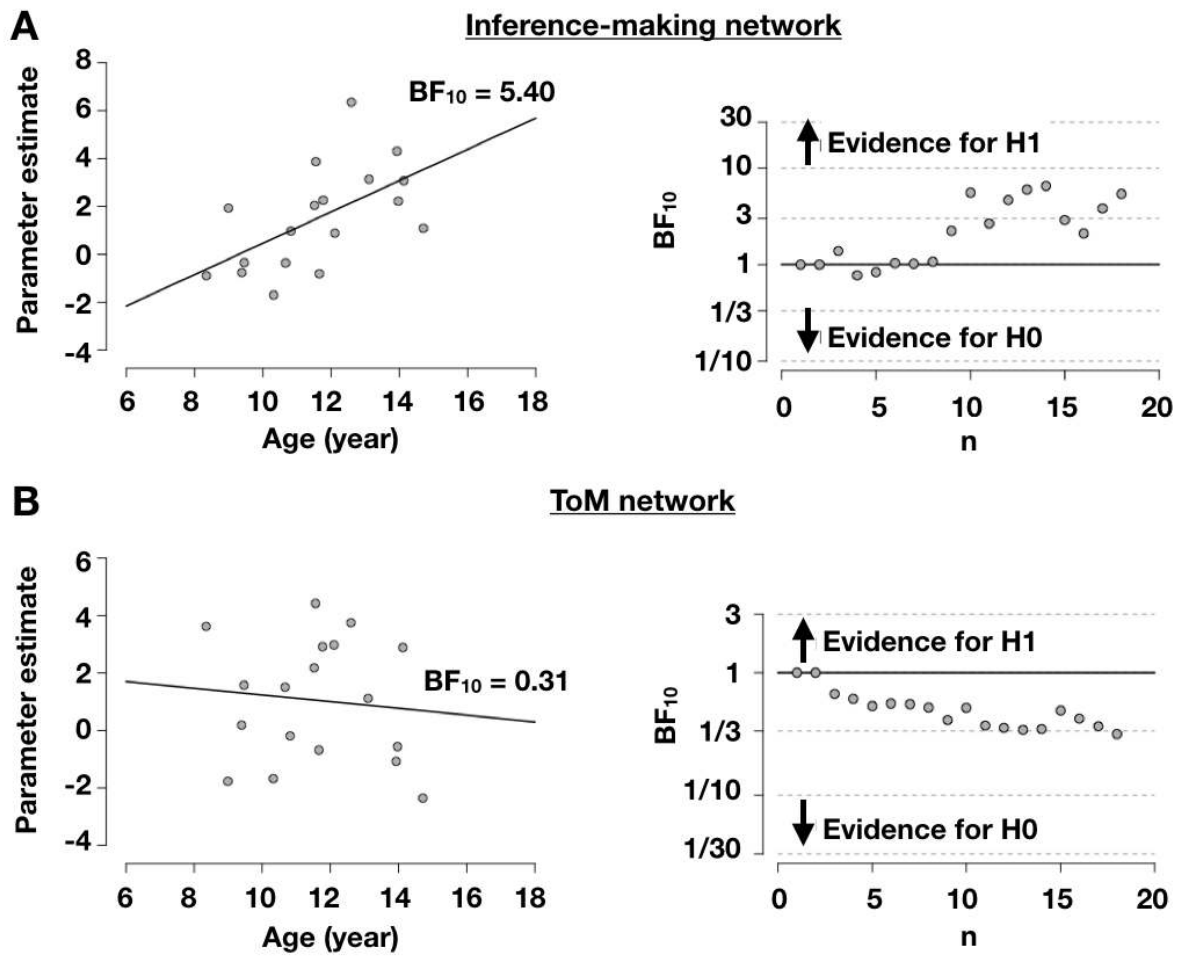 A
Inference-making network
Parameter estimate
8
6
4
2
0
-2
-4
BF₁₀ = 5.40
6 8 10 12 14 16 18
Age (year)
BF₁₀
30
10
3
1
1/3
1/10
Evidence for H1
Evidence for H0
0 5 10 15 20
n
B
ToM network
Parameter estimate
6
4
2
0
-2
-4
BF₁₀ = 0.31
6 8 10 12 14 16 18
Age (year)
BF₁₀
3
1
1/3
1/10
1/30
Evidence for H1
Evidence for H0
0 5 10 15 20
n